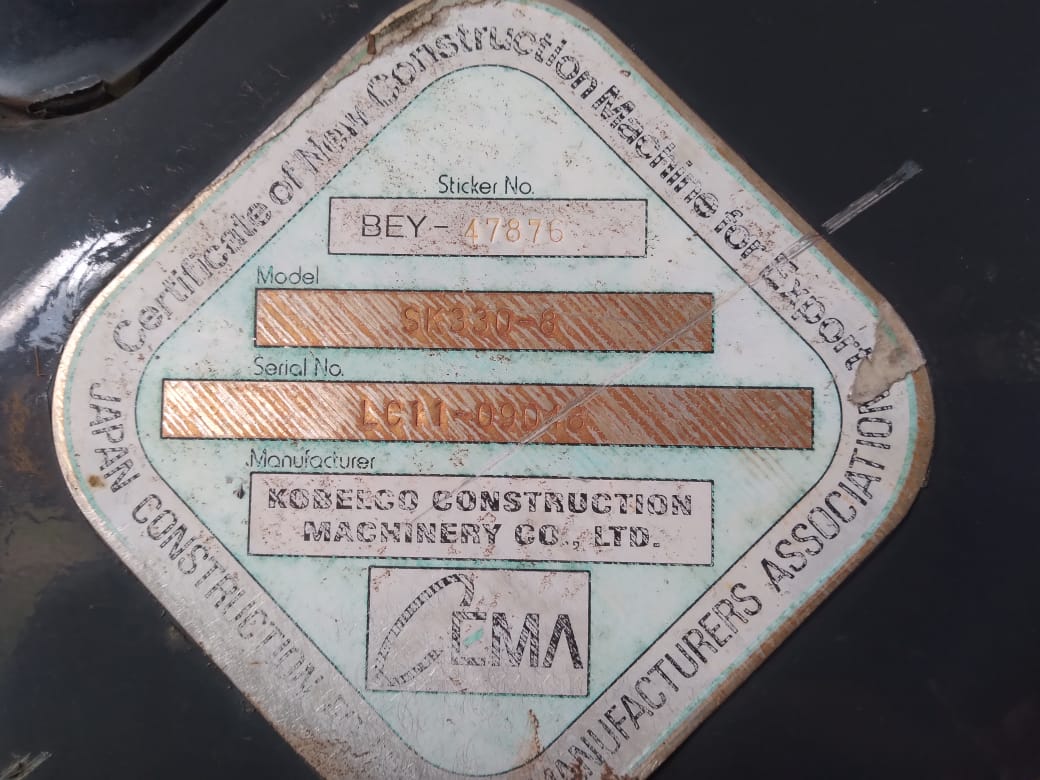 Certificate of New Construction Machine for Export
Sticker No.
BEY- 47876
Model
SK330-8
Serial No.
Manufacturer
KOBELCO CONSTRUCTION
MACHINERY CO., LTD.
CEMA
JAPAN CONSTRUCTION
MANUFACTURERS ASSOCIATION